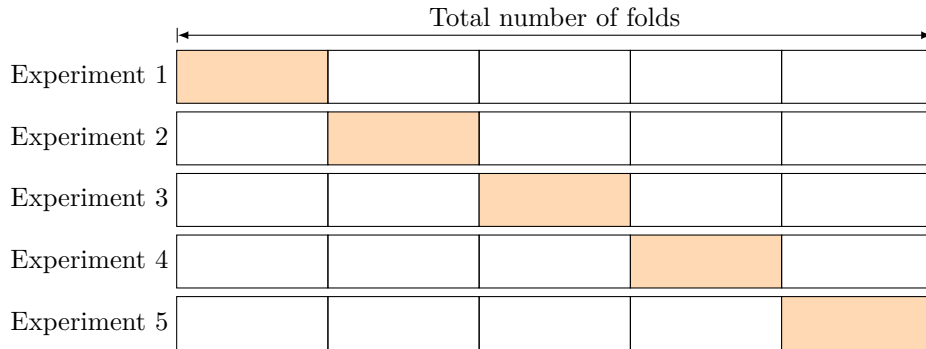 Total number of folds
Experiment 1
Experiment 2
Experiment 3
Experiment 4
Experiment 5